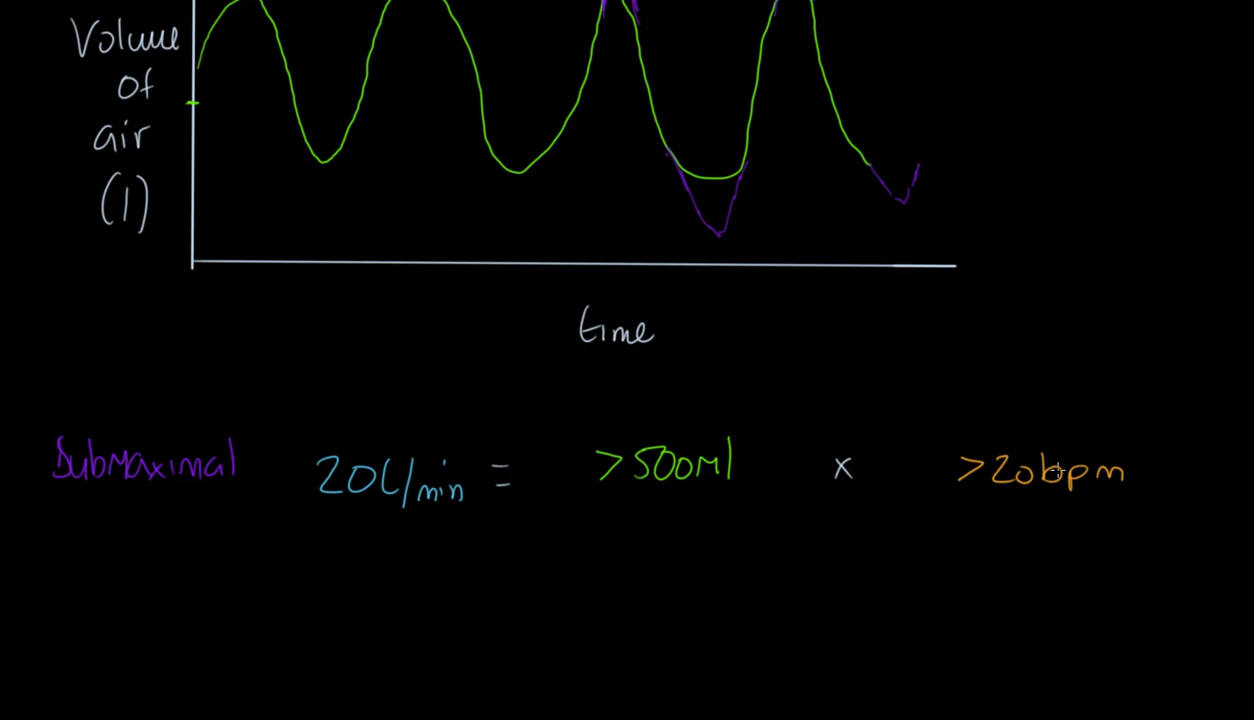 Volume
of
air
(l)
time
Submaximal 20L/min = >500ml x >20bpm